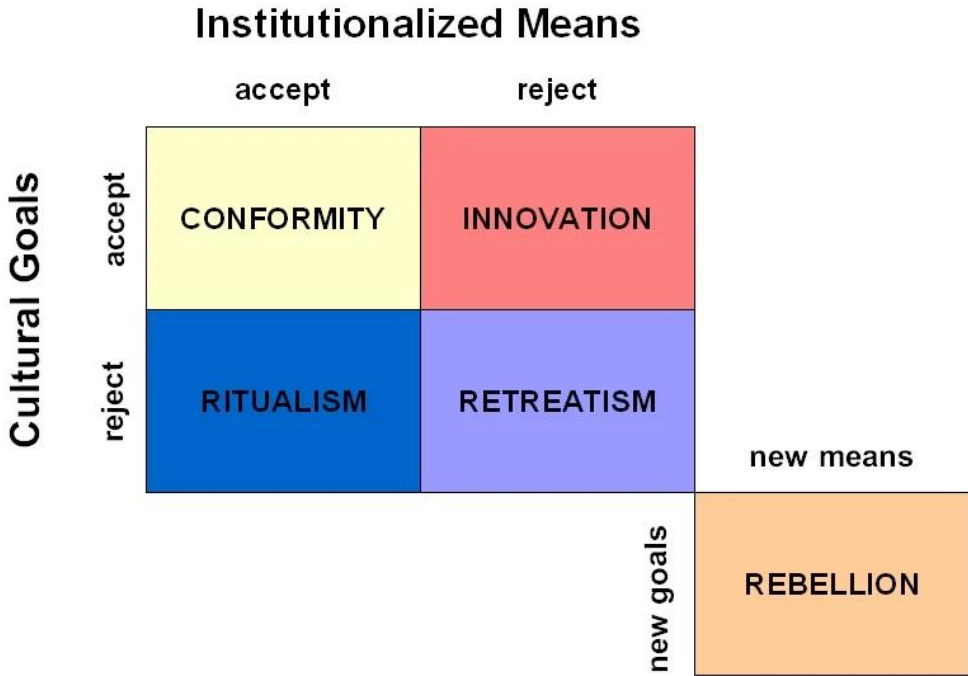 Institutionalized Means
accept
reject
Cultural Goals
accept
CONFORMITY
INNOVATION
reject
RITUALISM
RETREATISM
new means
new goals
REBELLION